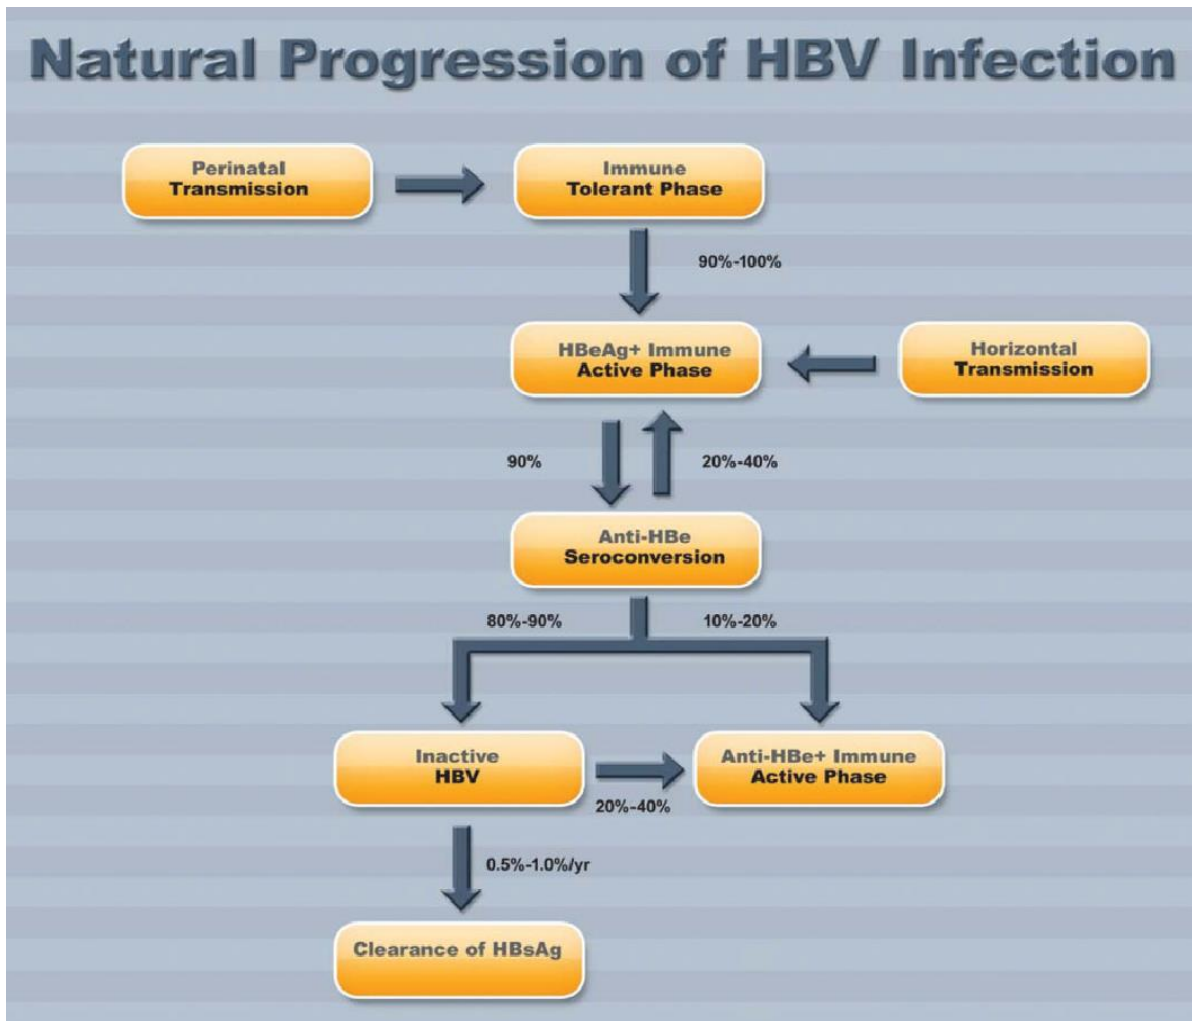 Natural Progression of HBV Infection
Perinatal
Transmission
Immune
Tolerant Phase
90%-100%
HBeAg+ Immune
Active Phase
Horizontal
Transmission
90%
20%-40%
Anti-HBe
Seroconversion
80%-90%
10%-20%
Inactive
HBV
Anti-HBe+ Immune
Active Phase
20%-40%
0.5%-1.0%/yr
Clearance of HBsAg